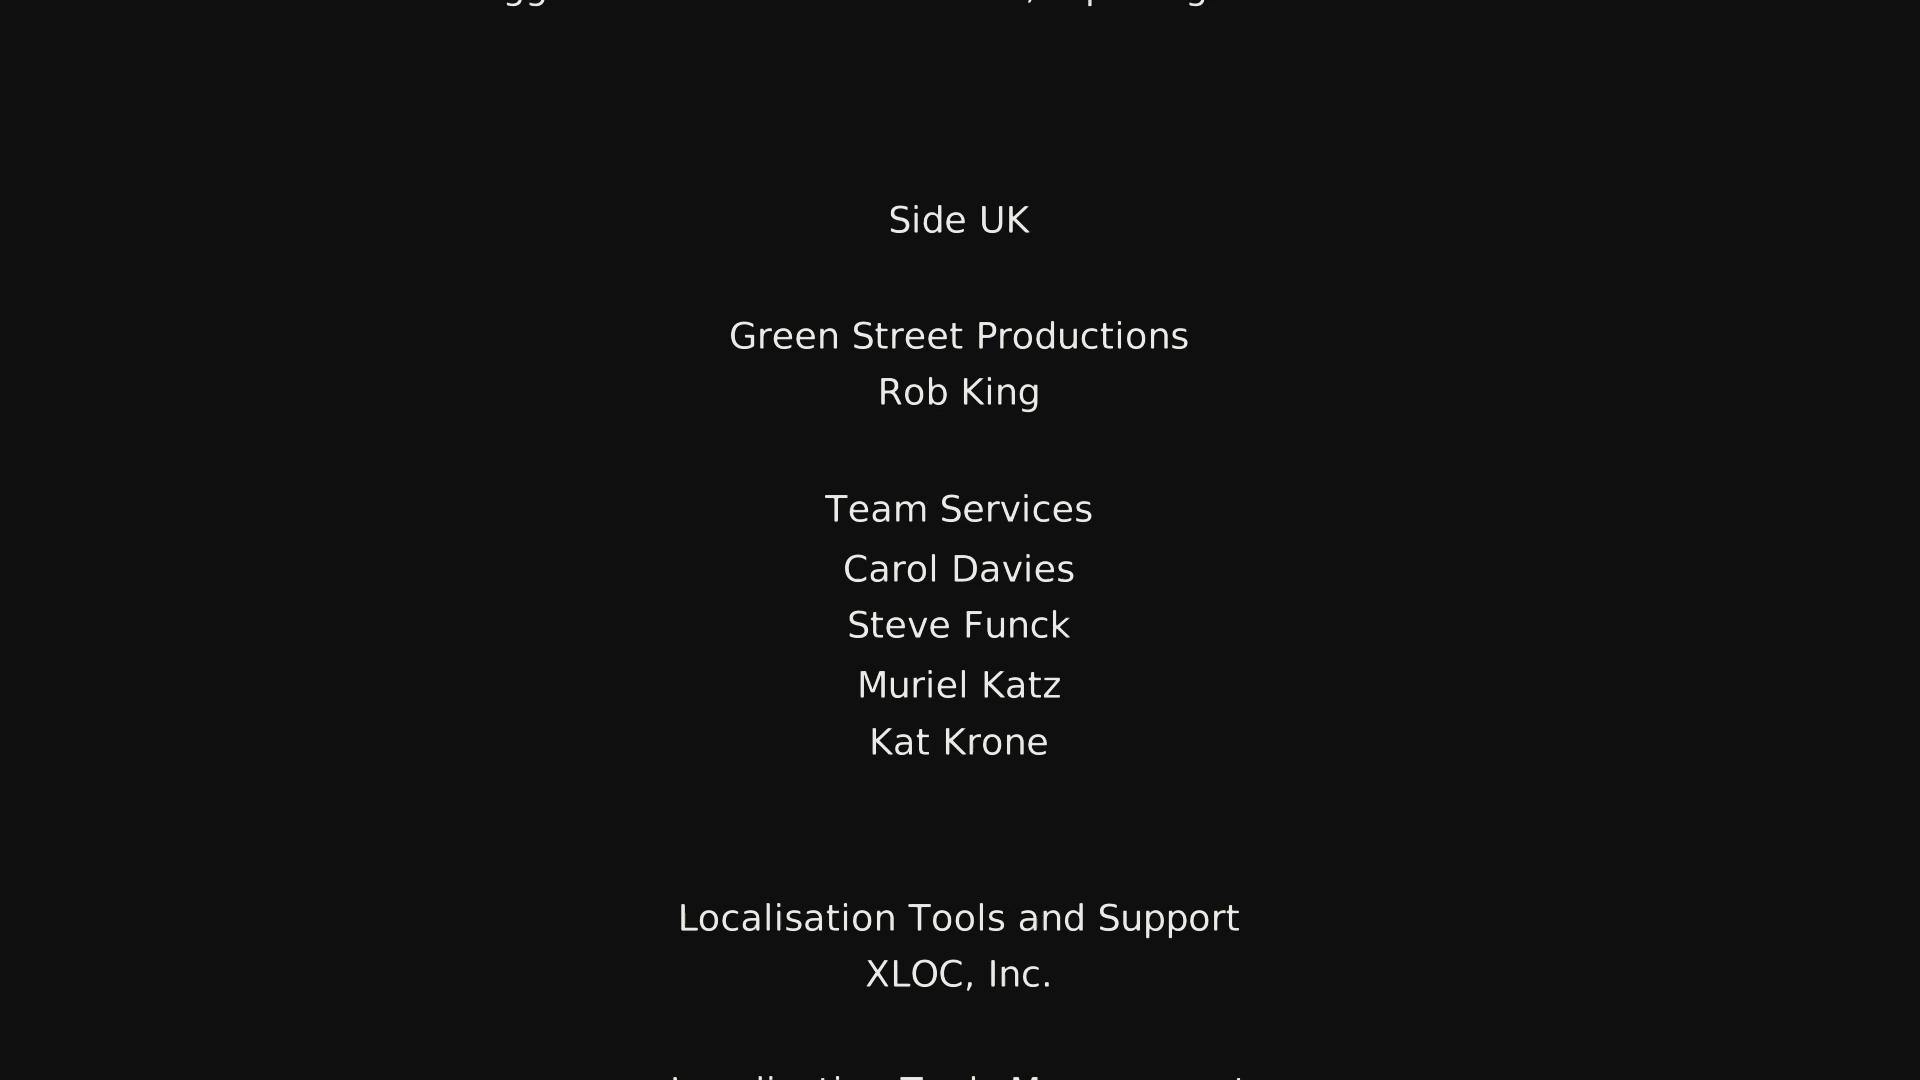 Side UK
Green Street Productions
Rob King
Team Services
Carol Davies
Steve Funck
Muriel Katz
Kat Krone
Localisation Tools and Support
XLOC, Inc.